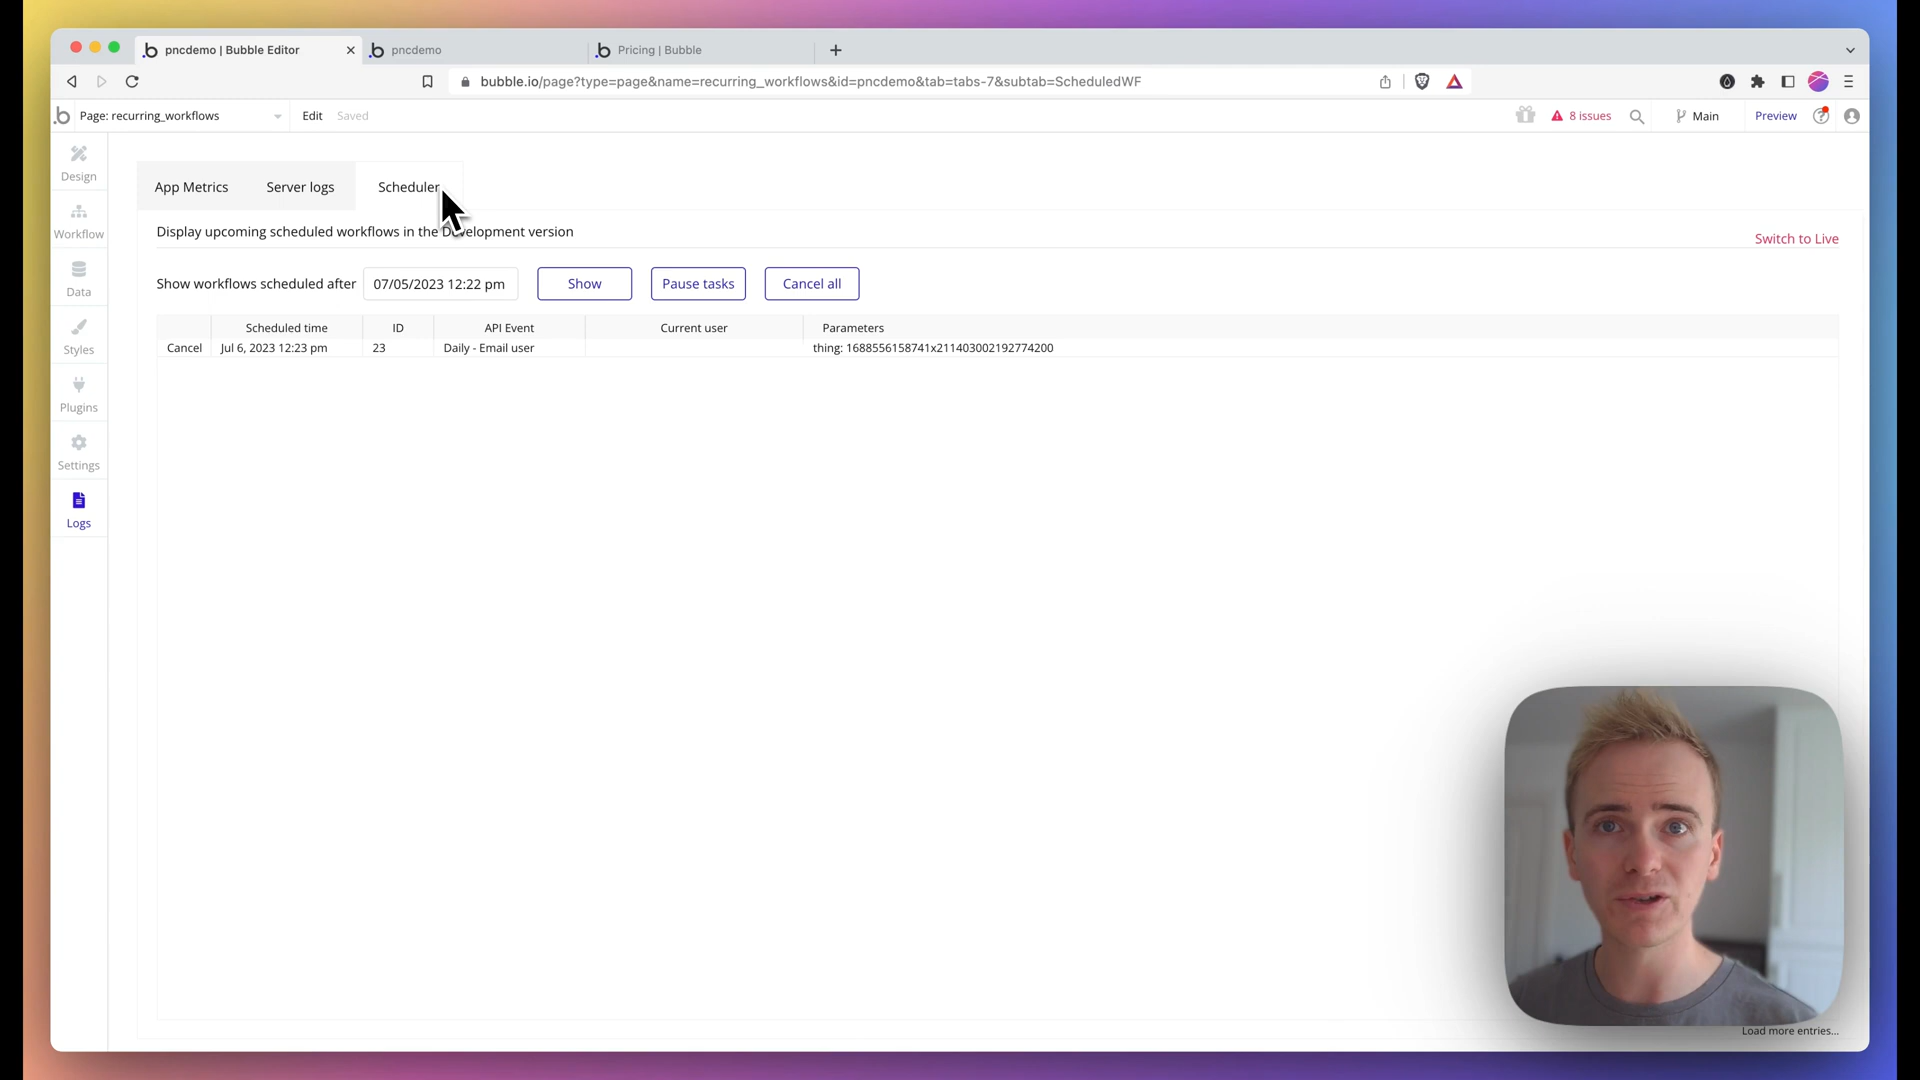 pncdemo | Bubble Editor
pncdemo
Pricing | Bubble
bubble.io/page?type=page&name=recurring_workflows&id=pncdemo&tab=tabs-7&subtab=ScheduledWF
Page: recurring_workflows
Edit
Saved
8 issues
Main
Preview
Design
Workflow
Data
Styles
Plugins
Settings
Logs
App Metrics
Server logs
Scheduler
Display upcoming scheduled workflows in the Development version
Switch to Live
Show workflows scheduled after
07/05/2023 12:22 pm
Show
Pause tasks
Cancel all
Scheduled time ID API Event Current user Parameters
Cancel Jul 6, 2023 12:23 pm 23 Daily - Email user thing: 1688556158741x211403002192774200
Load more entries...